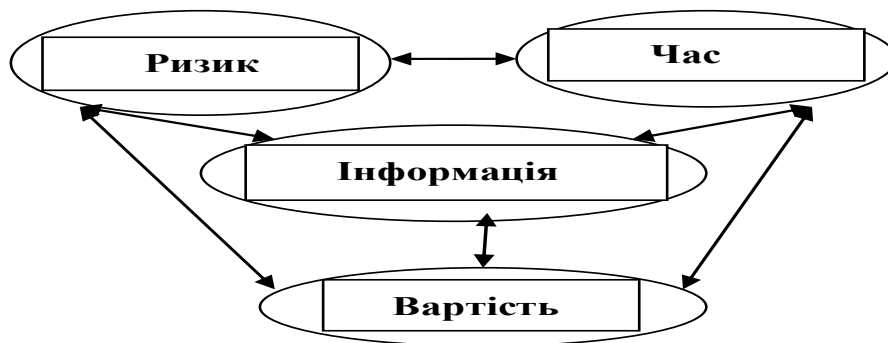 Ризик
Час
Інформація
Вартість